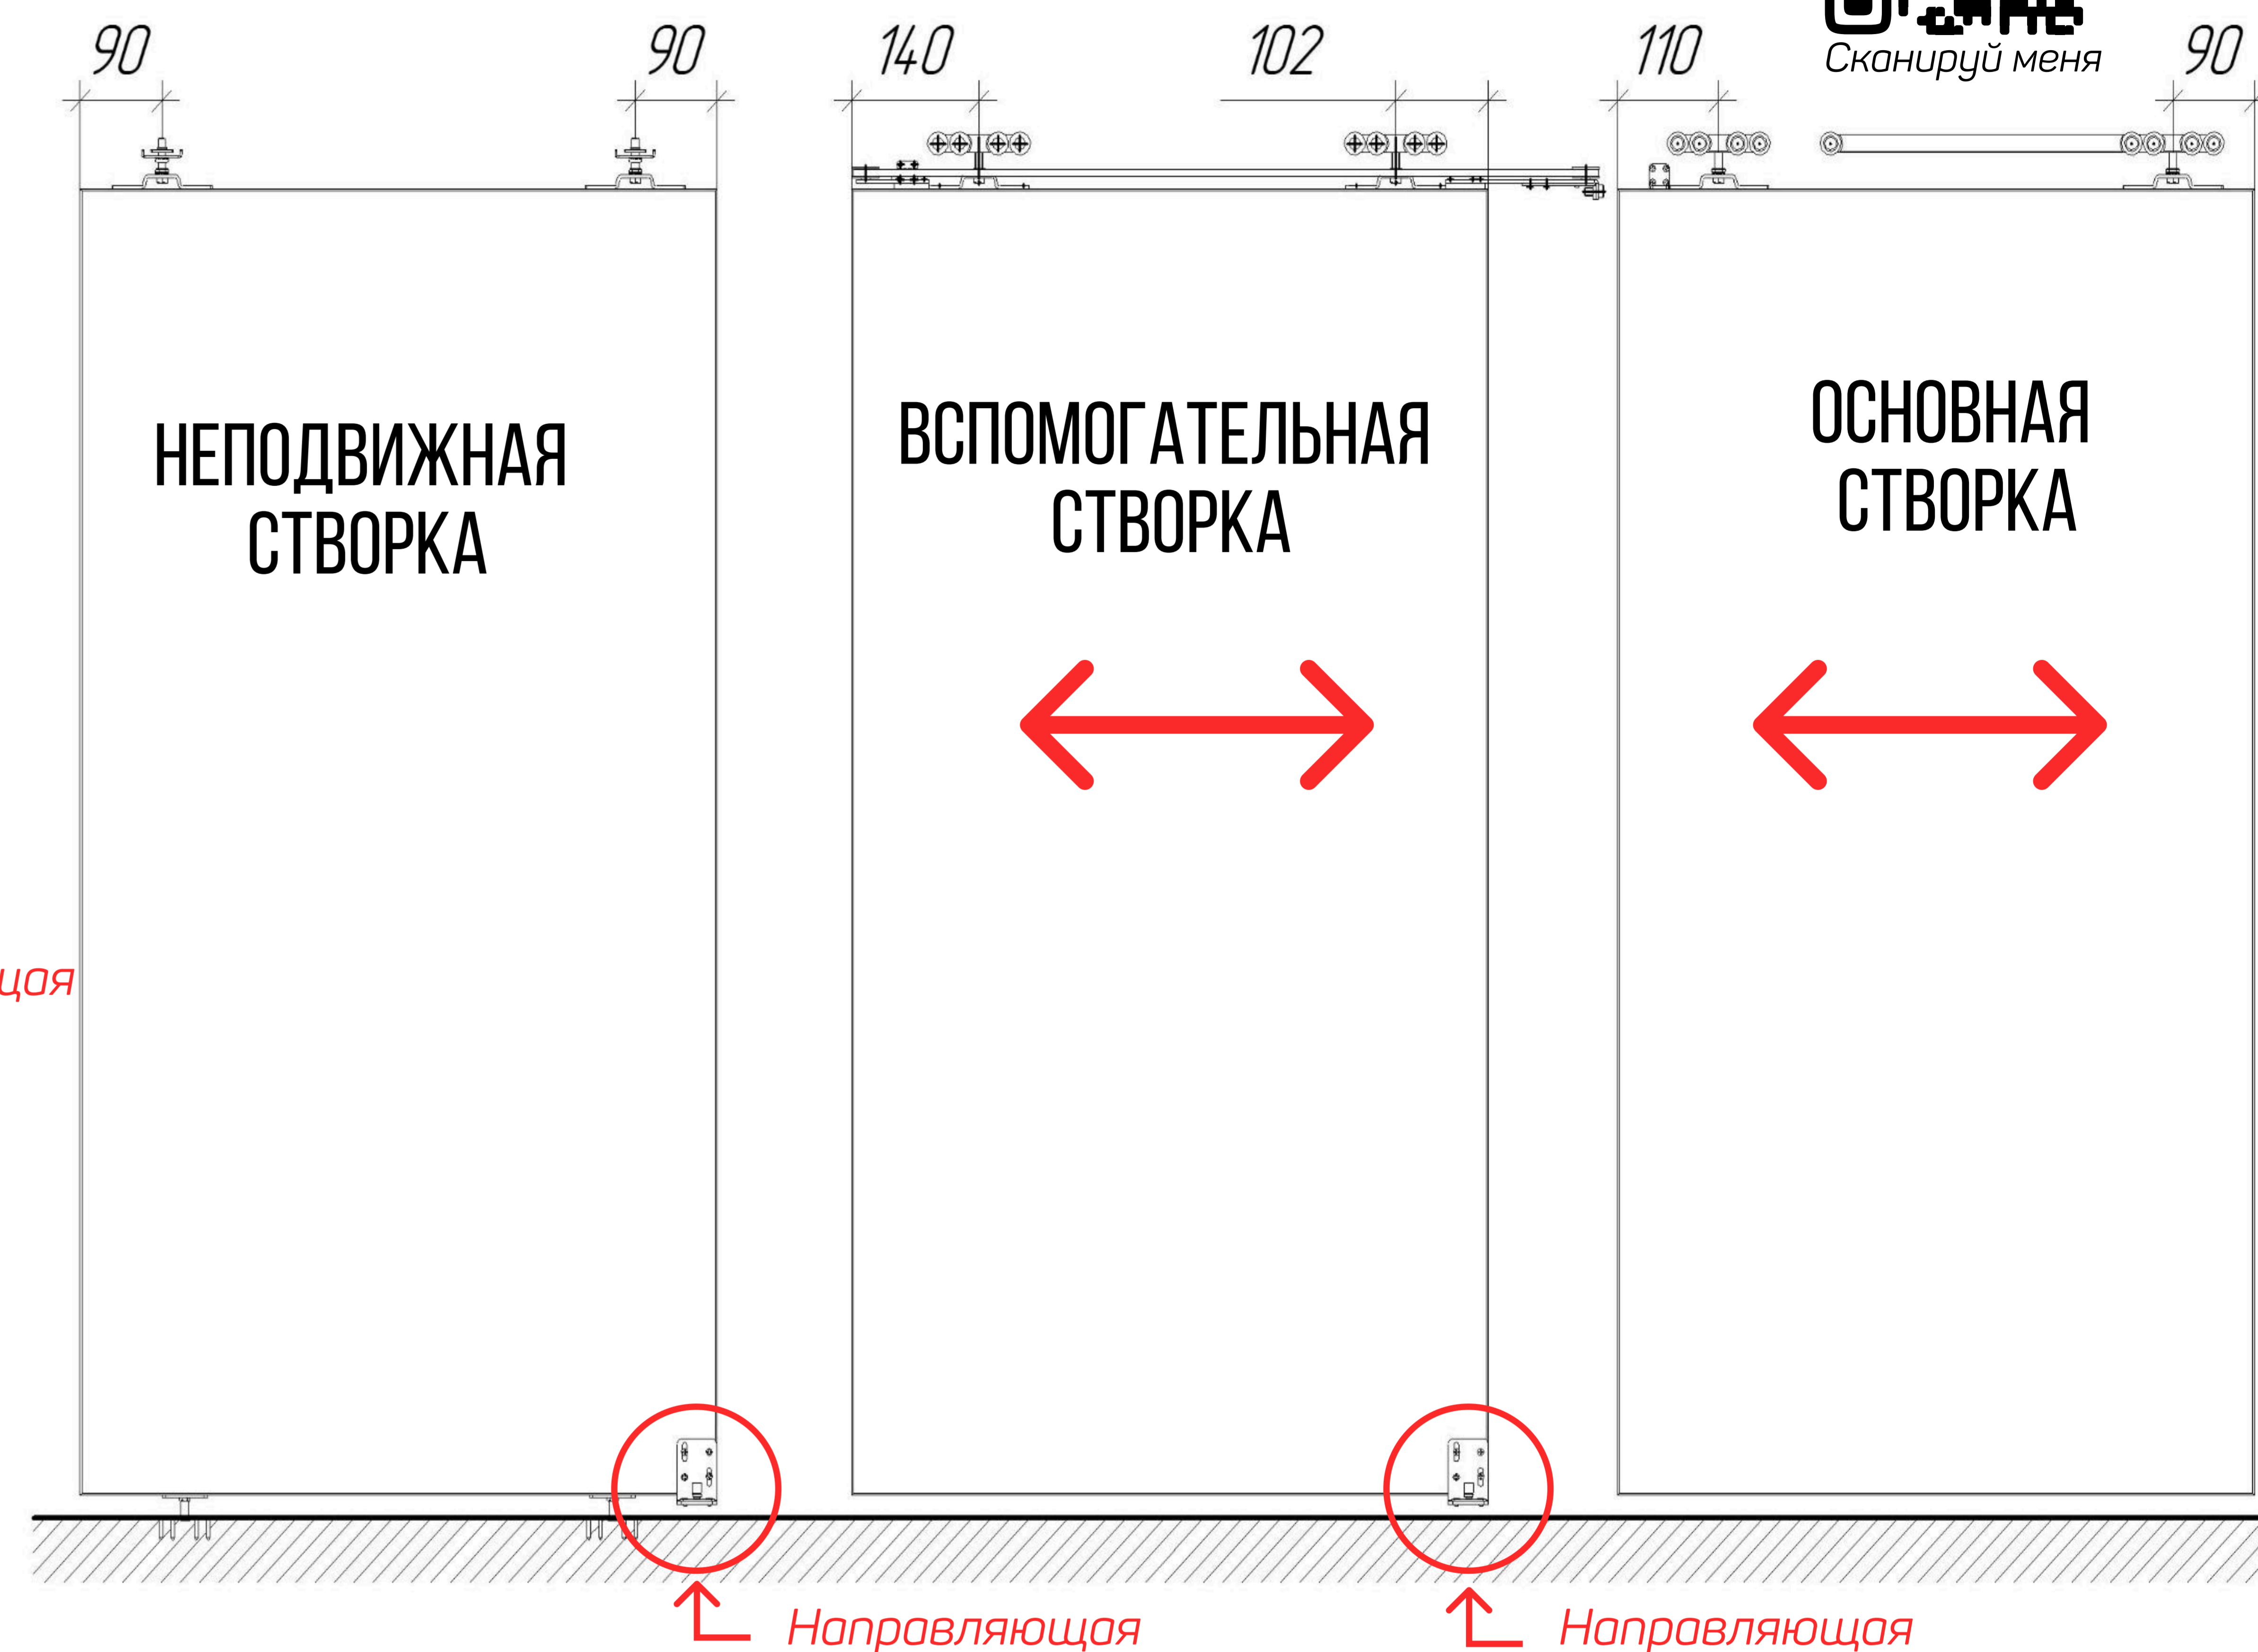 90
90
140
102
110
90
Сканируй меня
НЕПОДВИЖНАЯ
СТВОРКА
ВСПОМОГАТЕЛЬНАЯ
СТВОРКА
ОСНОВНАЯ
СТВОРКА
Направляющая
Направляющая